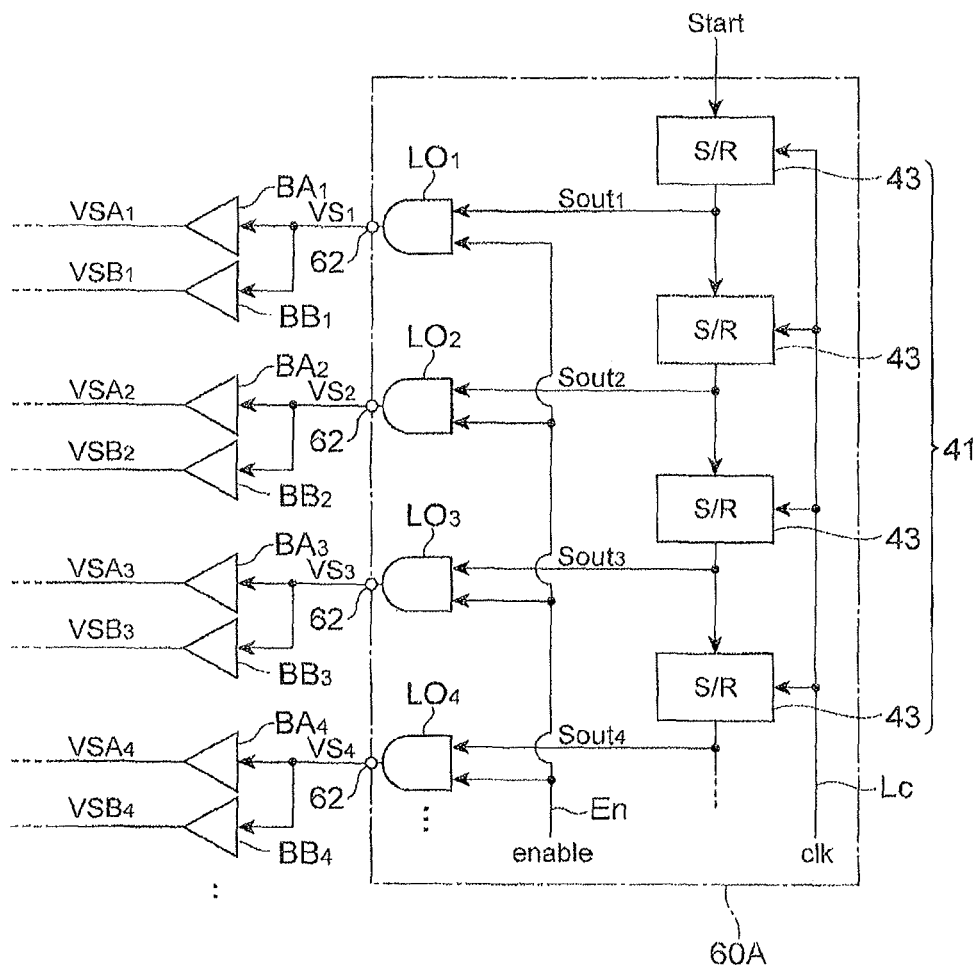 Start
S/R
43
LO1
Sout1
BA1
VSA1
VS1
62
VSB1
BB1
S/R
43
LO2
Sout2
BA2
VSA2
VS2
62
VSB2
BB2
41
S/R
43
LO3
Sout3
BA3
VSA3
VS3
62
VSB3
BB3
S/R
43
LO4
Sout4
BA4
VSA4
VS4
62
VSB4
BB4
En
Lc
enable
clk
60A